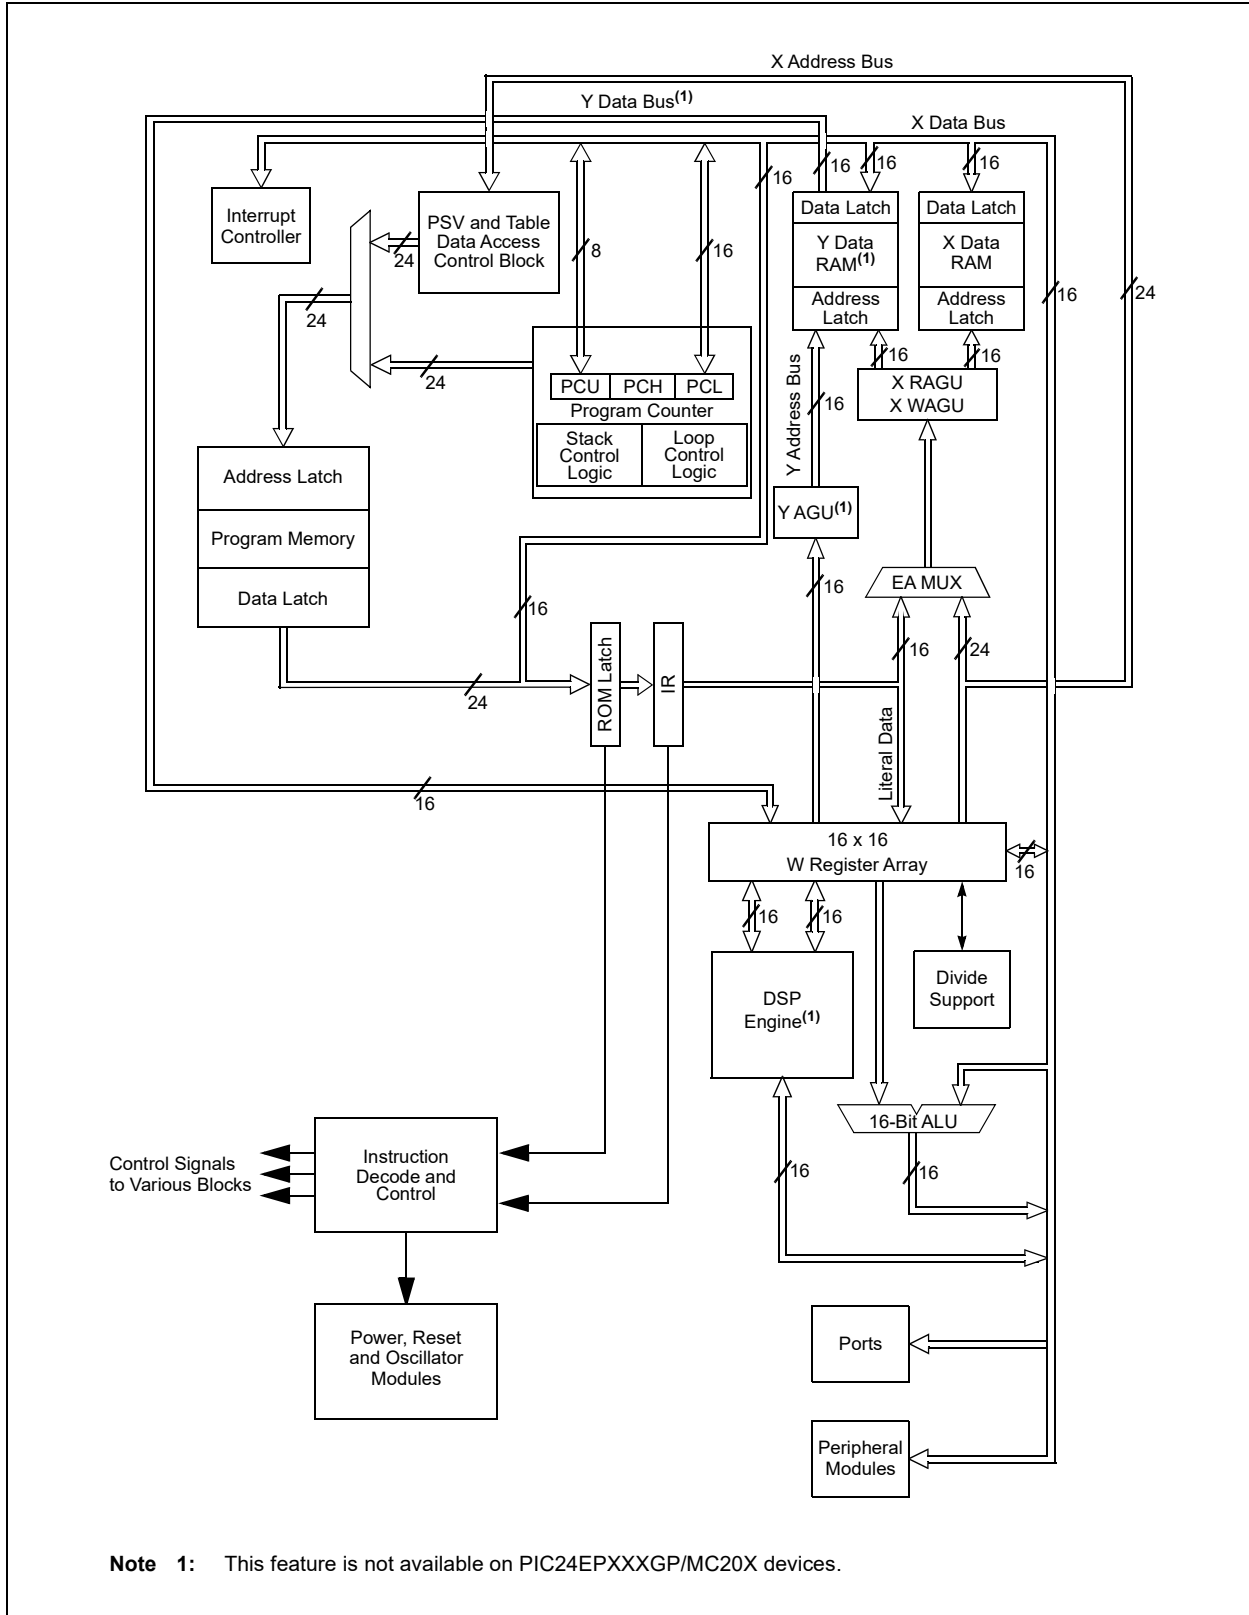 X Address Bus
Y Data Bus(1)
X Data Bus
16
16
16
16
Interrupt
Controller
PSV and Table
Data Access
Control Block
24
8
16
Data Latch
Y Data
RAM(1)
Address
Latch
Data Latch
X Data
RAM
Address
Latch
16
24
24
24
16
16
PCU
PCH
PCL
Program Counter
Stack
Control
Logic
Loop
Control
Logic
X RAGU
X WAGU
Y Address Bus
16
Address Latch
Program Memory
Data Latch
Y AGU(1)
16
EA MUX
16
16
24
24
ROM Latch
IR
Literal Data
16
16 x 16
W Register Array
16
16
16
DSP
Engine(1)
Divide
Support
16-Bit ALU
16
16
Control Signals
to Various Blocks
Instruction
Decode and
Control
Power, Reset
and Oscillator
Modules
Ports
Peripheral
Modules
Note 1: This feature is not available on PIC24EPXXXGP/MC20X devices.